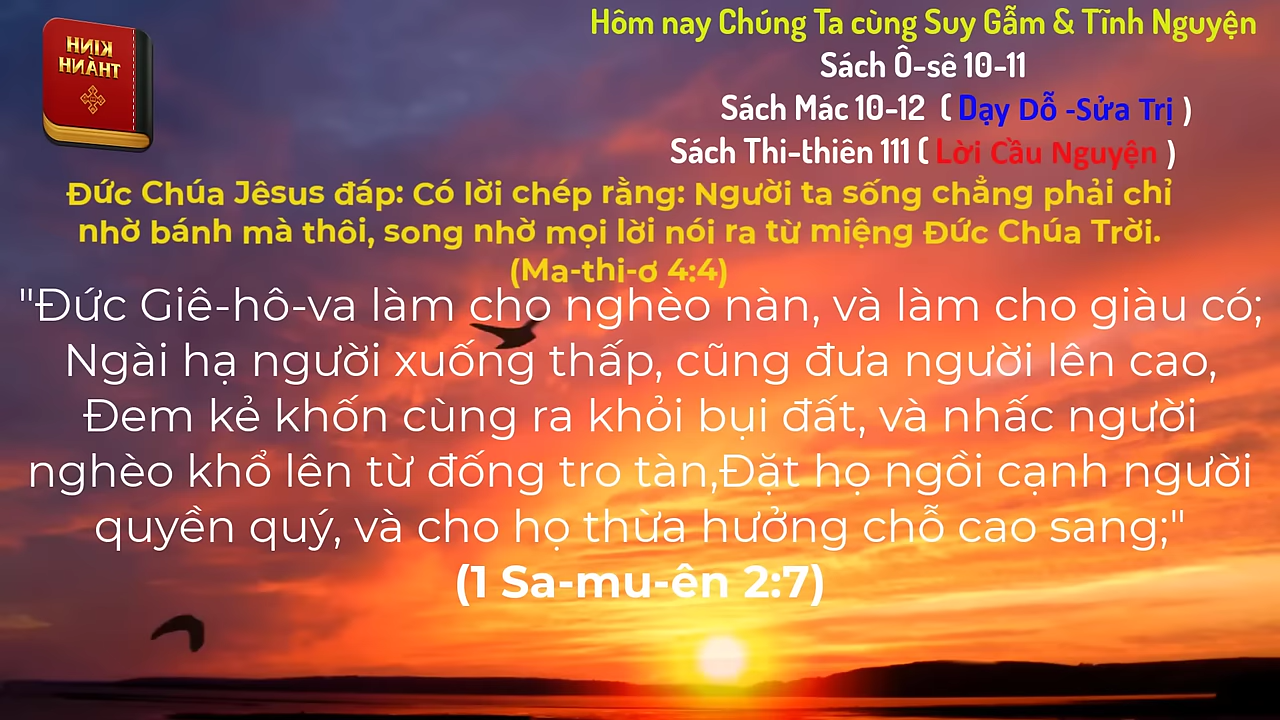 KINH
THÀNH
Hôm nay Chúng Ta cùng Suy Gẫm & Tĩnh Nguyện
Sách Ô-sê 10-11
Sách Mác 10-12 ( Dạy Dỗ -Sửa Trị )
Sách Thi-thiên 111 ( Lời Cầu Nguyện )
Đức Chúa Jêsus đáp: Có lời chép rằng: Người ta sống chẳng phải chỉ
nhờ bánh mà thôi, song nhờ mọi lời nói ra từ miệng Đức Chúa Trời.
(Ma-thi-ơ 4:4)
"Đức Giê-hô-va làm cho nghèo nàn, và làm cho giàu có;
Ngài hạ người xuống thấp, cũng đưa người lên cao,
Đem kẻ khốn cùng ra khỏi bụi đất, và nhấc người
nghèo khổ lên từ đống tro tàn,Đặt họ ngồi cạnh người
quyền quý, và cho họ thừa hưởng chỗ cao sang;"
(1 Sa-mu-ên 2:7)